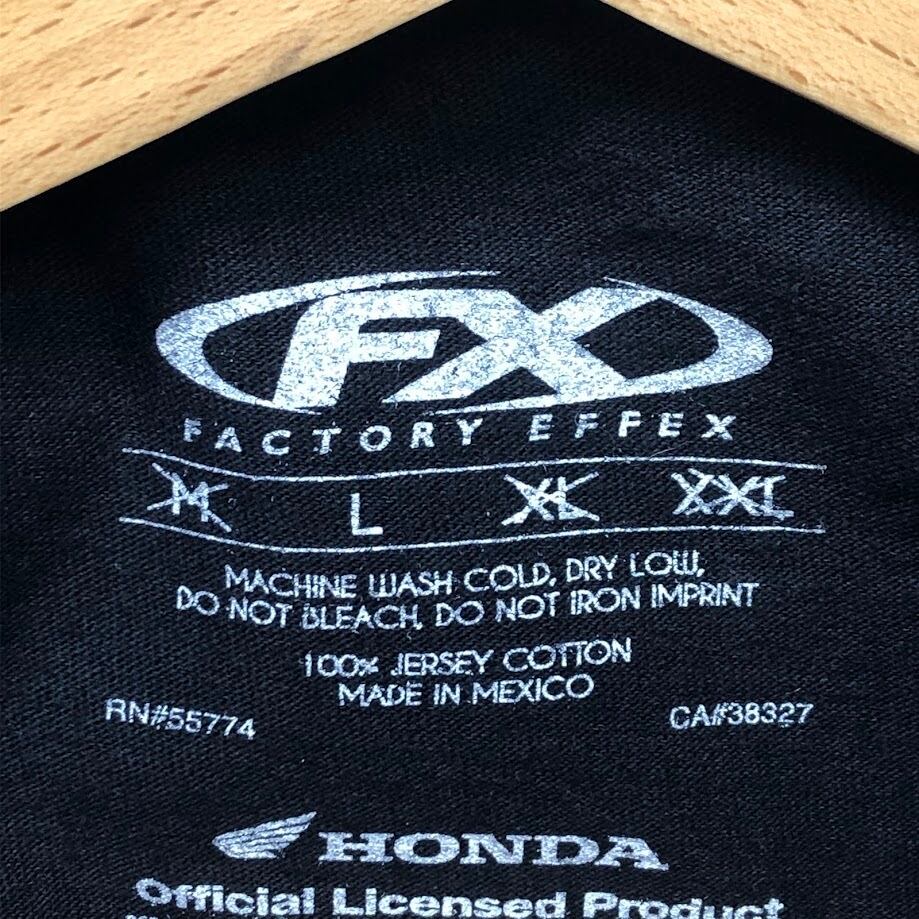 FX
FACTORY EFFEX
M L XL XXL
MACHINE WASH COLD, DRY LOW,
DO NOT BLEACH, DO NOT IRON IMPRINT
100% JERSEY COTTON
MADE IN MEXICO
RN#55774 CA#38327
HONDA
Official Licensed Product